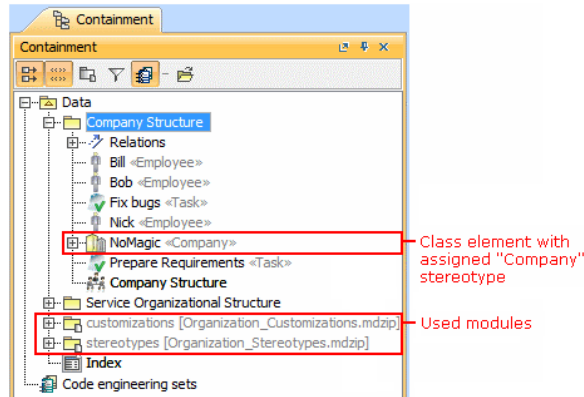 Containment
Containment
Data
Company Structure
Relations
Bill «Employee»
Bob «Employee»
Fix bugs «Task»
Nick «Employee»
NoMagic «Company»
Class element with
assigned "Company"
stereotype
Prepare Requirements «Task»
Company Structure
Service Organizational Structure
customizations [Organization_Customizations.mdzip]
Used modules
stereotypes [Organization_Stereotypes.mdzip]
Index
Code engineering sets